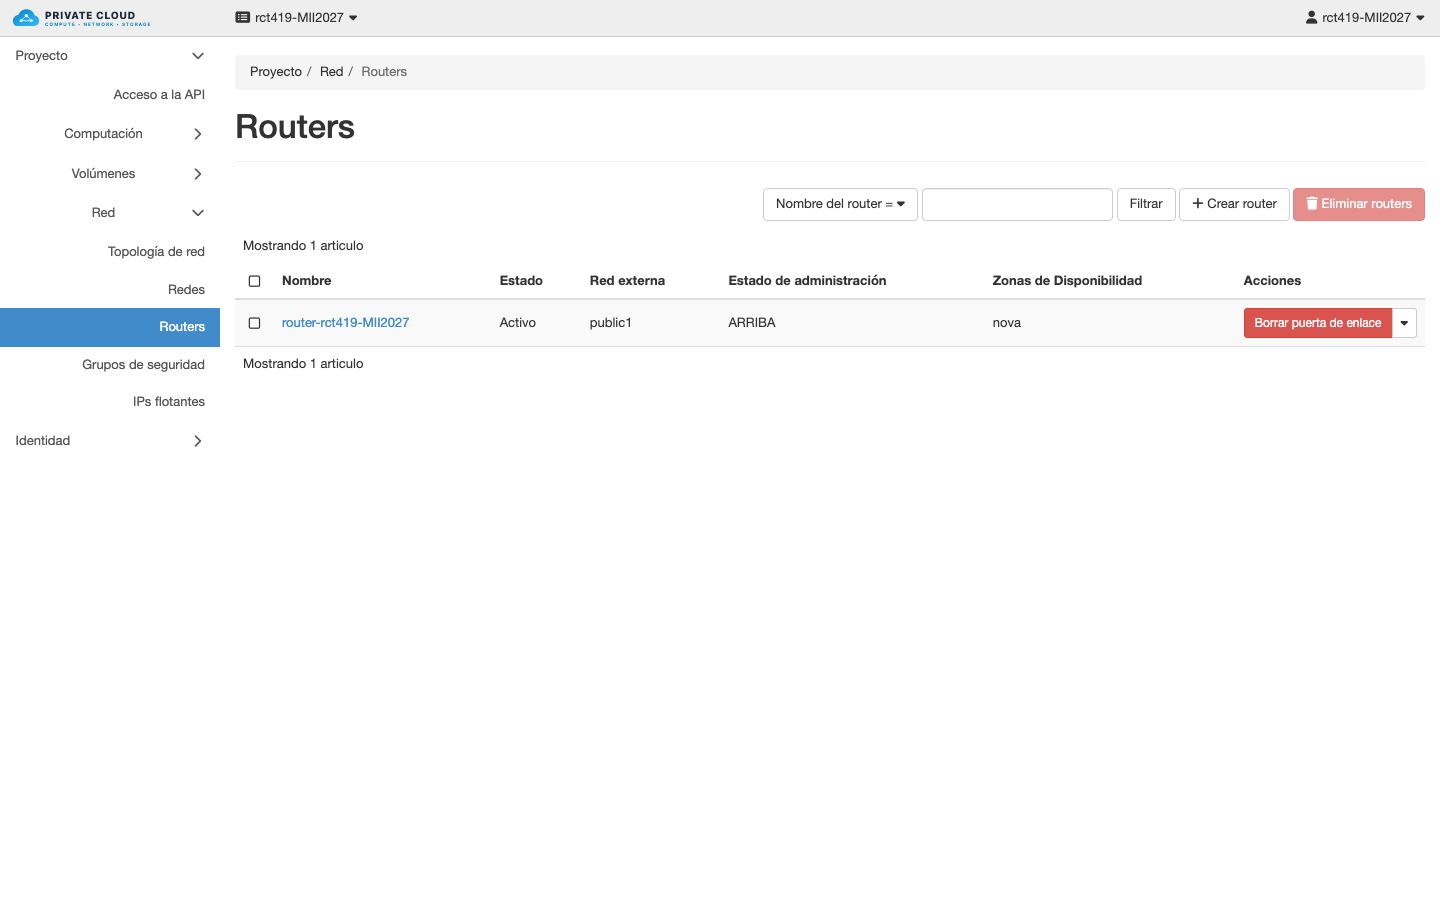 PRIVATE CLOUD
COMPUTE • NETWORK • STORAGE
rct419-MII2027
rct419-MII2027
Proyecto
Acceso a la API
Computación
Volúmenes
Red
Topología de red
Redes
Routers
Grupos de seguridad
IPs flotantes
Identidad
Proyecto / Red / Routers
Routers
Nombre del router =
Filtrar
+ Crear router
Eliminar routers
Mostrando 1 articulo
Nombre Estado Red externa Estado de administración Zonas de Disponibilidad Acciones
router-rct419-MII2027 Activo public1 ARRIBA nova Borrar puerta de enlace
Mostrando 1 articulo